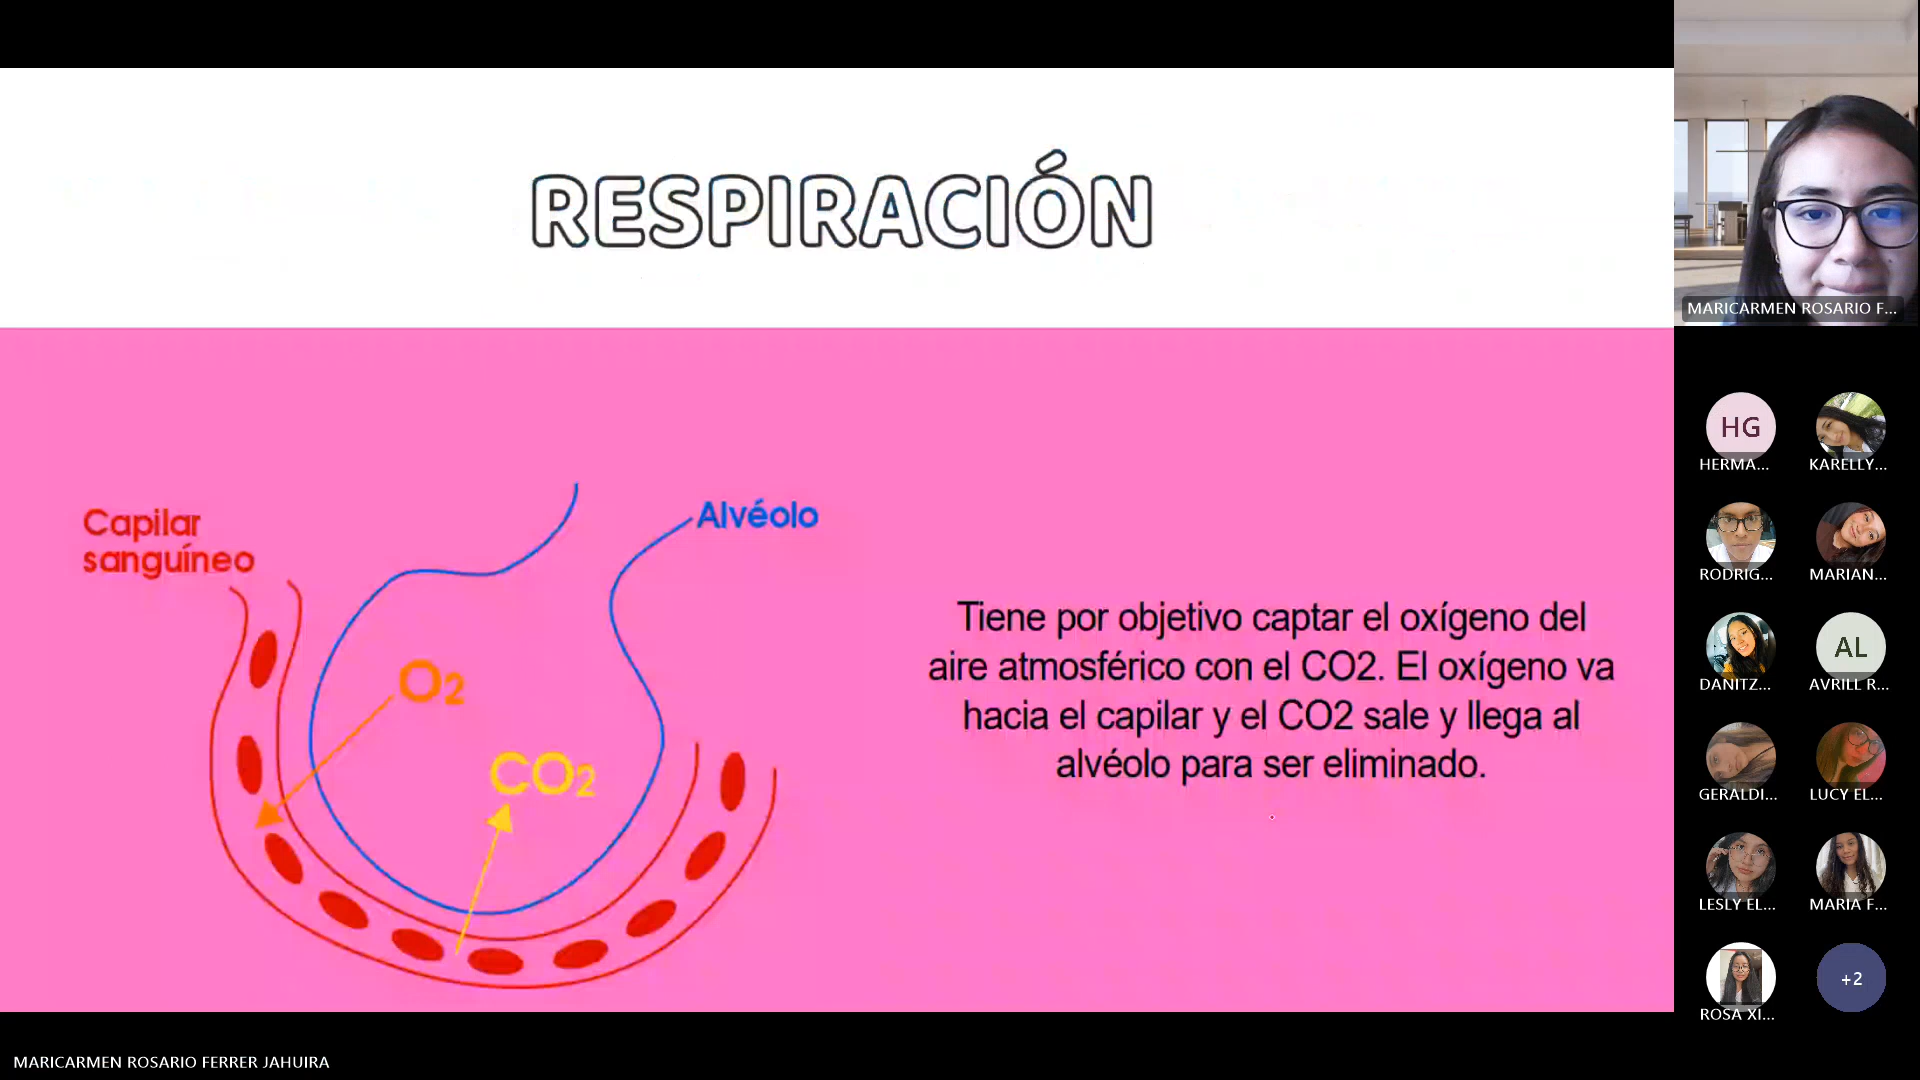 RESPIRACIÓN
Capilar
sanguíneo
Alvéolo
O2
CO2
Tiene por objetivo captar el oxígeno del
aire atmosférico con el CO2. El oxígeno va
hacia el capilar y el CO2 sale y llega al
alvéolo para ser eliminado.
MARICARMEN ROSARIO F...
HG
HERMA...
KARELLY...
RODRIG...
MARIAN...
DANITZ...
AL
AVRILL R...
GERALDI...
LUCY EL...
LESLY EL...
MARIA F...
ROSA XI...
+2
MARICARMEN ROSARIO FERRER JAHUIRA